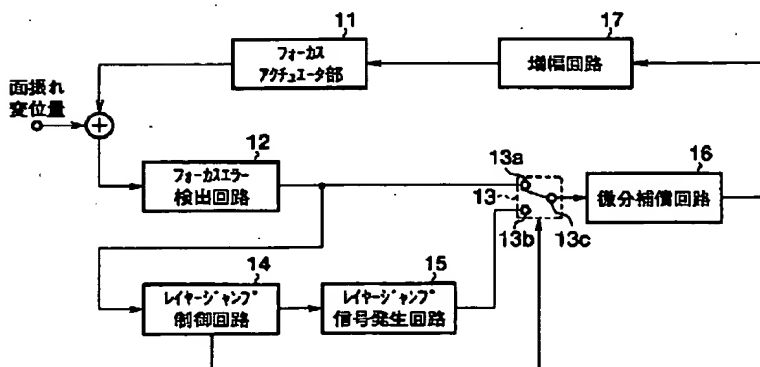 11
フォーカス
アクチュエータ部
17
増幅回路
面振れ
変位量
+
12
フォーカスエラー
検出回路
13a
13
13b
13c
16
微分補償回路
14
レイヤージャンプ
制御回路
15
レイヤージャンプ
信号発生回路